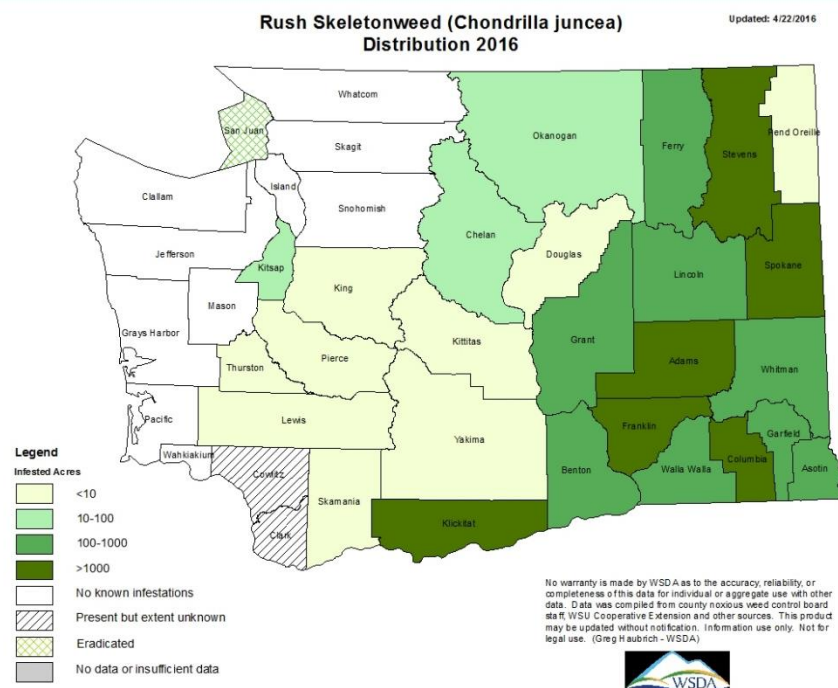 Rush Skeletonweed (Chondrilla juncea)
Distribution 2016
Updated: 4/22/2016
Whatcom
San Juan
Skagit
Okanogan
Ferry
Stevens
Pend Oreille
Island
Clallam
Snohomish
Chelan
Jefferson
Kitsap
Douglas
Lincoln
Spokane
King
Mason
Grays Harbor
Kittitas
Grant
Thurston
Pierce
Adams
Whitman
Pacific
Lewis
Yakima
Franklin
Garfield
Wahkiakium
Cowlitz
Benton
Walla Walla
Columbia
Asotin
Skamania
Klickitat
Clark
Legend
Infested Acres
<10
10-100
100-1000
>1000
No known infestations
Present but extent unknown
Eradicated
No data or insufficient data
No warranty is made by WSDA as to the accuracy, reliability, or
completeness of this data for individual or aggregate use with other
data. Data was compiled from county noxious weed control board
staff, WSU Cooperative Extension and other sources. This product
may be updated without notification. Information use only. Not for
legal use. (Greg Haubrich - WSDA)
WSDA